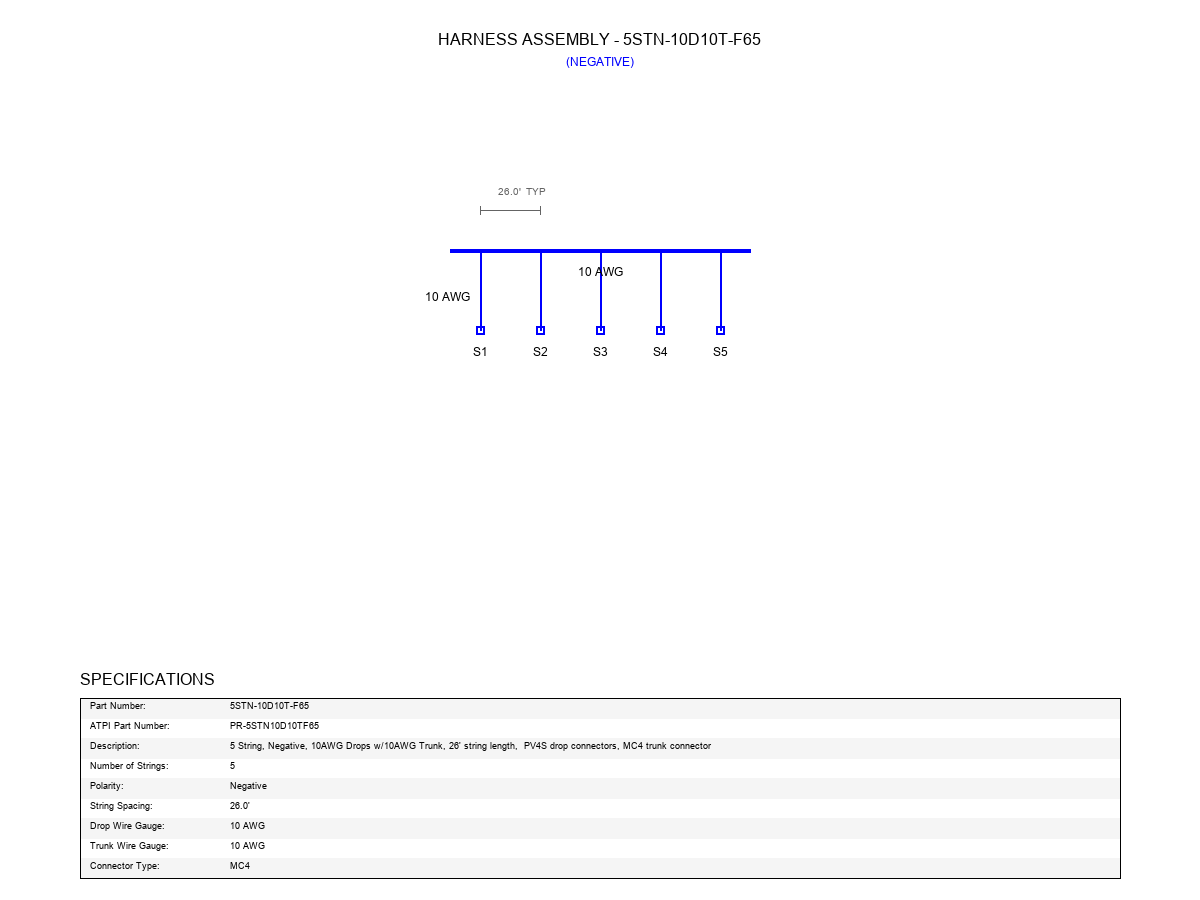 HARNESS ASSEMBLY - 5STN-10D10T-F65
(NEGATIVE)
26.0' TYP
10 AWG
10 AWG
S1 S2 S3 S4 S5
SPECIFICATIONS
Part Number: 5STN-10D10T-F65
ATPI Part Number: PR-5STN10D10TF65
Description: 5 String, Negative, 10AWG Drops w/10AWG Trunk, 26' string length, PV4S drop connectors, MC4 trunk connector
Number of Strings: 5
Polarity: Negative
String Spacing: 26.0'
Drop Wire Gauge: 10 AWG
Trunk Wire Gauge: 10 AWG
Connector Type: MC4